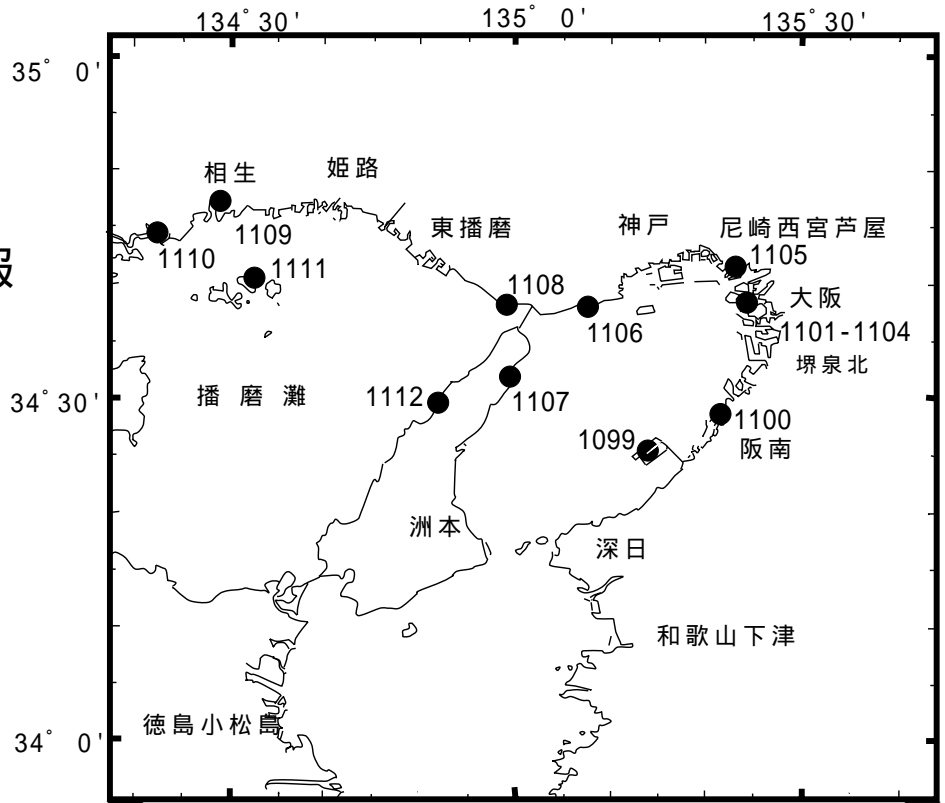 134°30' 135°0' 135°30'
35°0'
相生 姫路
東播磨 神戸 尼崎西宮芦屋
1109 1105
報
1110 1111
1108 大阪
1106 1101-1104
堺泉北
34°30' 播磨灘 1112 1107
1100
1099 阪南
洲本
深日
和歌山下津
徳島小松島
34°0'